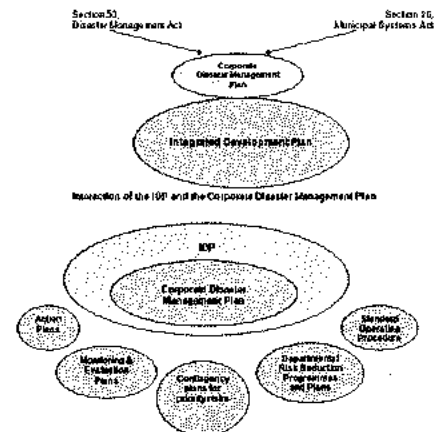 Section 53,
Disaster Management Act
Section 26,
Municipal Systems Act
Corporate
Disaster Management
Plan
Integrated Development Plan
Interaction of the IDP and the Corporate Disaster Management Plan
IDP
Corporate Disaster
Management Plan
Action
Plans
Standard
Operating
Procedure
Monitoring &
Evaluation
Plans
Departmental
Risk Reduction
Programmes
and Plans
Contingency
plans for
priority risks